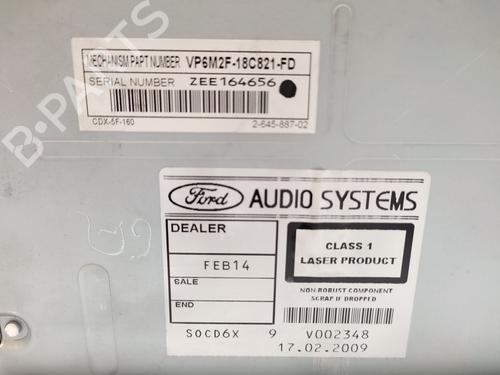 MECHANISM PART NUMBER VP6M2F-18C821-FD
SERIAL NUMBER ZEE164656
CDX-5F-160 2-645-887-02
B-PARTS
Ford AUDIO SYSTEMS
DEALER
FEB14
SALE
END
CLASS 1
LASER PRODUCT
NON-ROBUST COMPONENT
SCRAP IF DROPPED
SOCD6X 9 V002348
17.02.2009